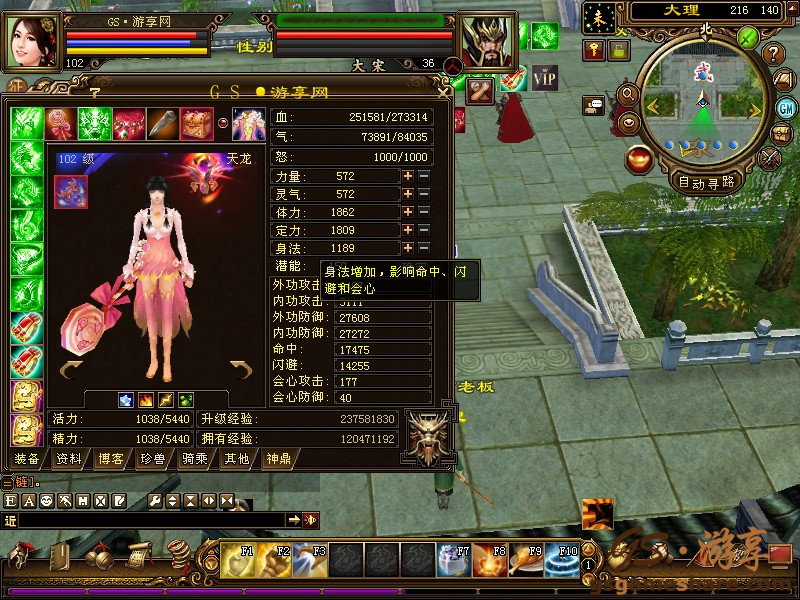 GS·游享网
102
性别
大宋
36
VIP
大理 216 140
未
北
GM
自动寻路
GS ●游享网
102 级
天龙
血: 251581/273314
气: 73891/84035
怒: 1000/1000
力量: 572
灵气: 572
体力: 1862
定力: 1809
身法: 1189
潜能:
身法增加,影响命中、闪
避和会心
外功攻击
内功攻击:
外功防御: 27608
内功防御: 27272
命中: 17475
闪避: 14255
会心攻击: 177
会心防御: 40
活力: 1038/5440
升级经验: 237581830
精力: 1038/5440
拥有经验: 120471192
装备 资料 博客 珍兽 骑乘 其他 神鼎
老板
链]。
近
F1 F2 F3 F7 F8 F9 F10
1
GS·游享网